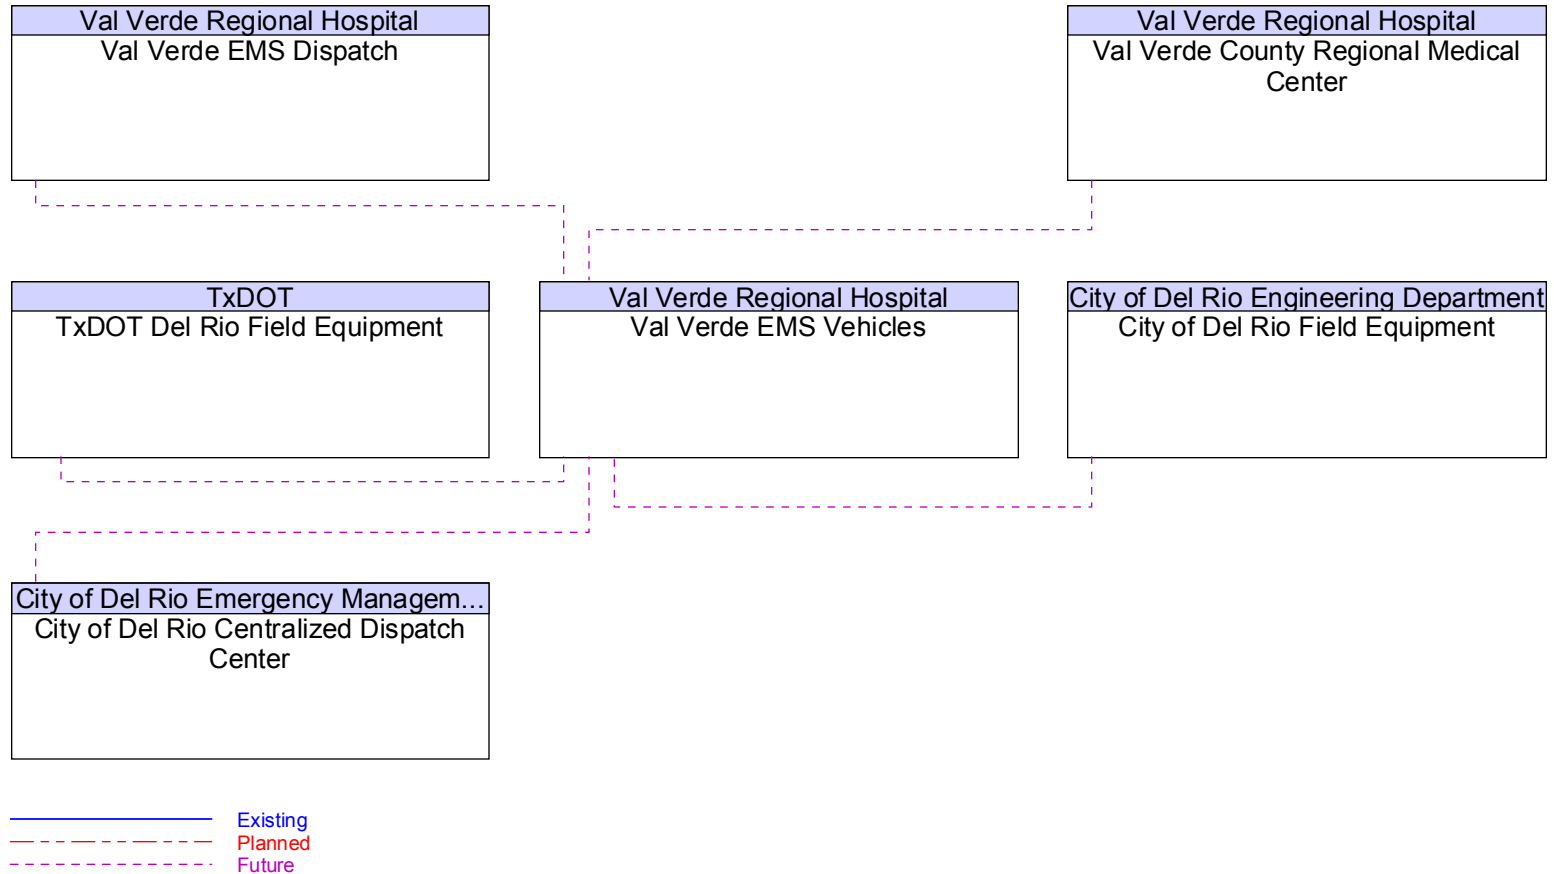 Val Verde Regional Hospital
Val Verde EMS Dispatch
Val Verde Regional Hospital
Val Verde County Regional Medical
Center
TxDOT
TxDOT Del Rio Field Equipment
Val Verde Regional Hospital
Val Verde EMS Vehicles
City of Del Rio Engineering Department
City of Del Rio Field Equipment
City of Del Rio Emergency Managem...
City of Del Rio Centralized Dispatch
Center
Existing
Planned
Future